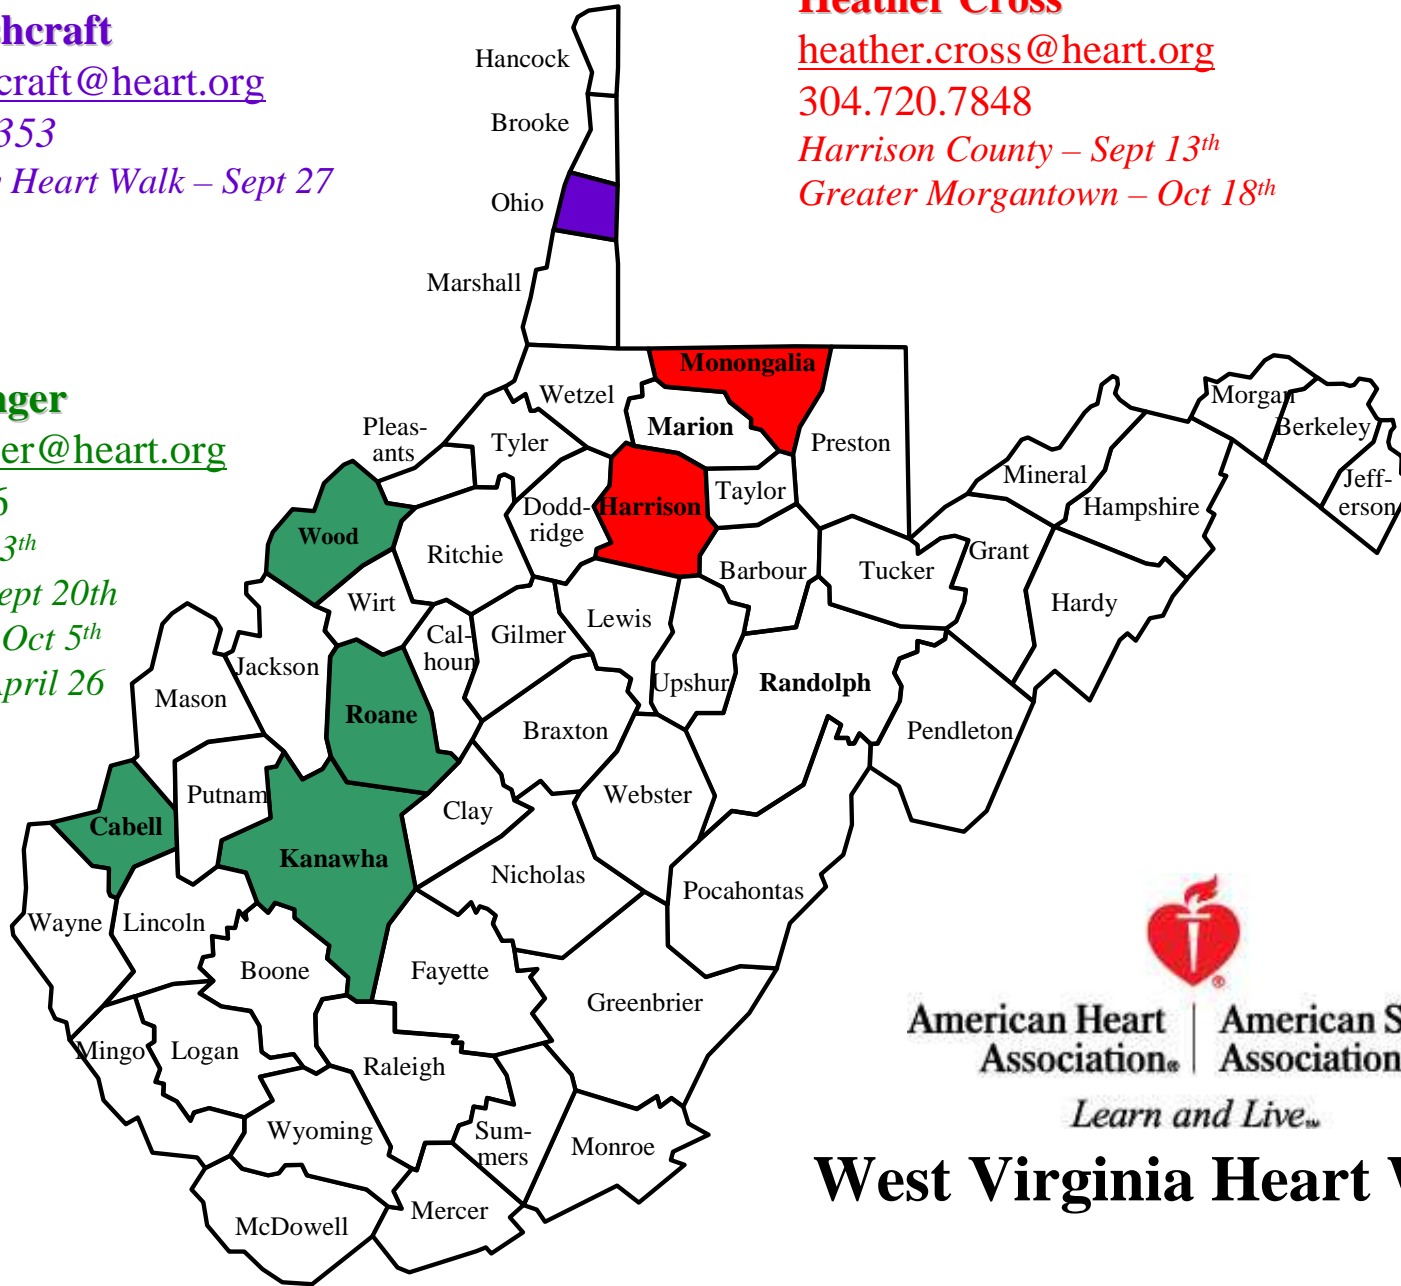 hcraft
craft@heart.org
353
Heart Walk – Sept 27
Heather Cross
heather.cross@heart.org
304.720.7848
Harrison County – Sept 13th
Greater Morgantown – Oct 18th
nger
er@heart.org
6
3th
ept 20th
Oct 5th
April 26
Hancock
Brooke
Ohio
Marshall
Wetzel
Monongalia
Marion
Preston
Pleas-
ants
Tyler
Morgan
Berkeley
Mineral
Jeff-
erson
Hampshire
Taylor
Dodd-
ridge
Harrison
Wood
Ritchie
Grant
Barbour
Tucker
Hardy
Wirt
Lewis
Cal-
houn
Gilmer
Jackson
Upshur
Randolph
Mason
Roane
Braxton
Pendleton
Putnam
Webster
Clay
Cabell
Kanawha
Nicholas
Pocahontas
Wayne
Lincoln
Boone
Fayette
Greenbrier
Mingo
Logan
Raleigh
Wyoming
Sum-
mers
Monroe
Mercer
McDowell
American Heart
Association®
American S
Association
Learn and Live℠
West Virginia Heart W